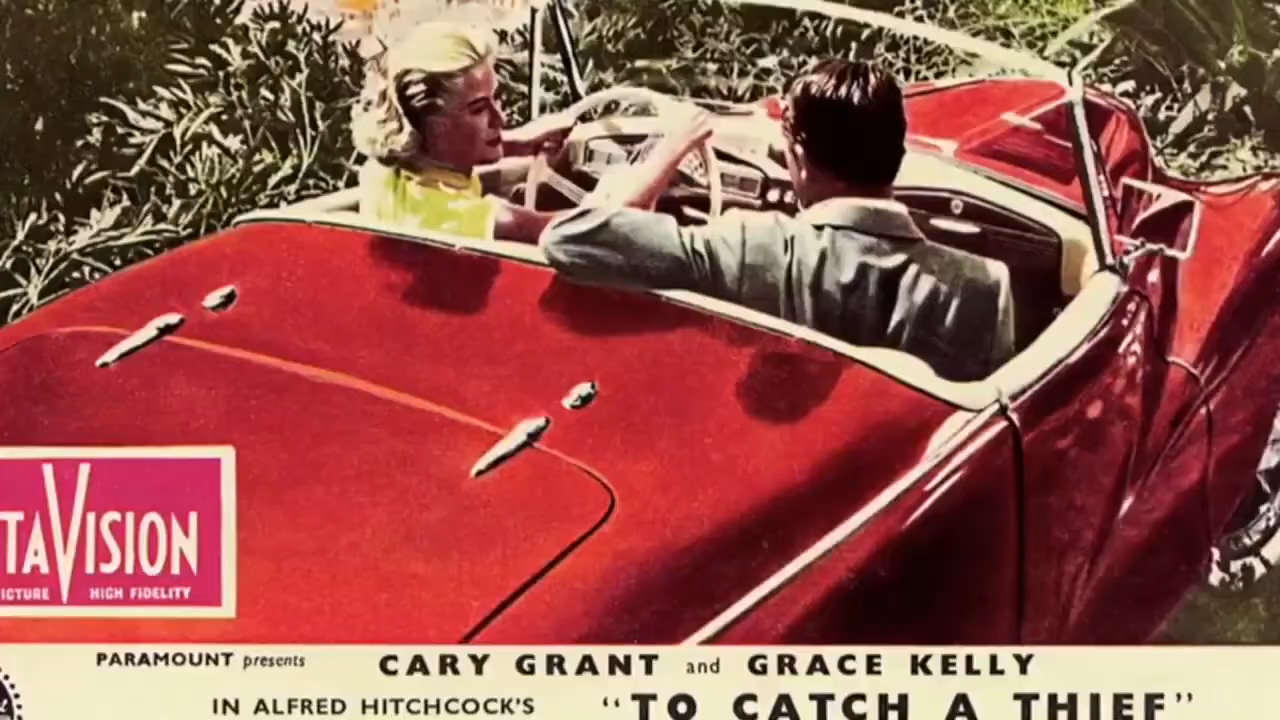 TAVISION
ICTURE HIGH FIDELITY
PARAMOUNT presents CARY GRANT and GRACE KELLY
IN ALFRED HITCHCOCK'S "TO CATCH A THIEF"